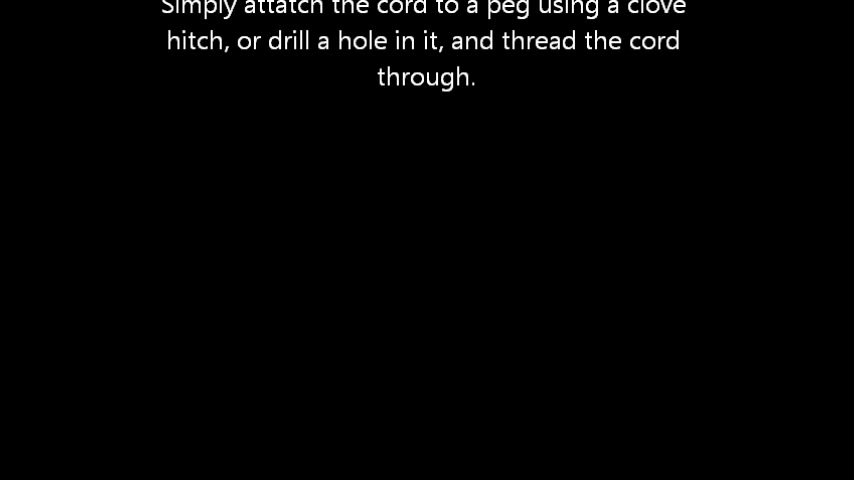 Simply attatch the cord to a peg using a clove
hitch, or drill a hole in it, and thread the cord
through.